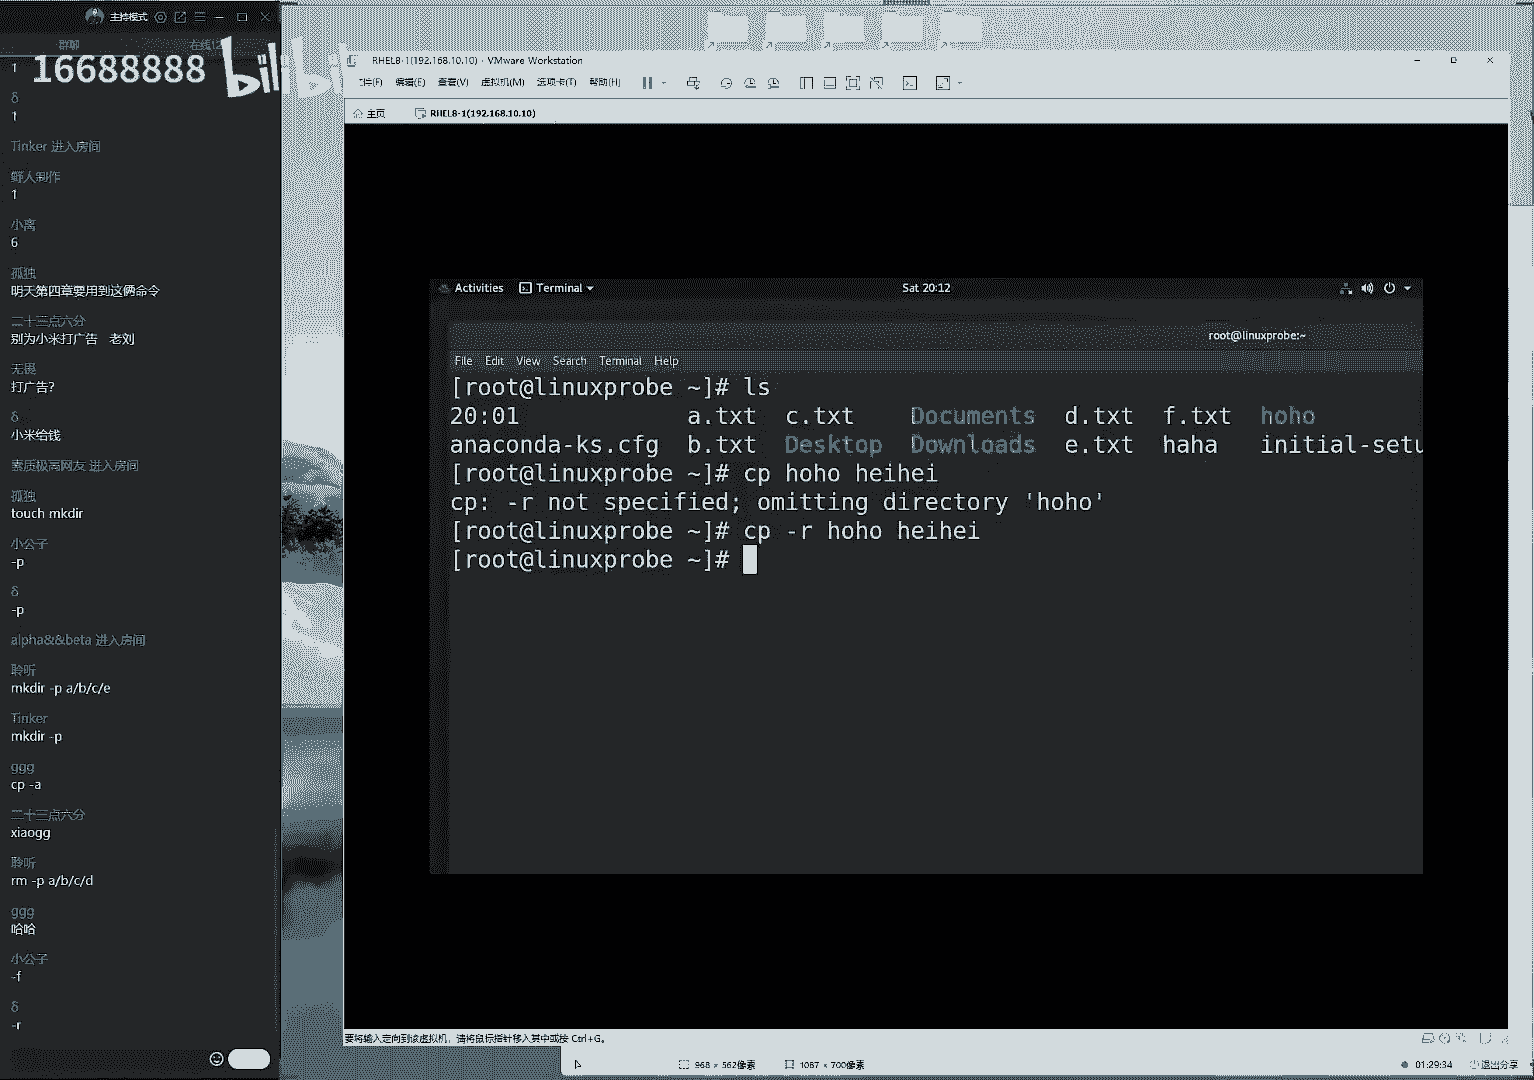 主持模式
群聊
1
16688888
bilibili
δ
1
Tinker 进入房间
鲜人制作
1
小离
6
孤独
明天第四章要用到这俩命令
二十三点六分
别为小米打广告 老刘
无畏
打广告?
δ
小米给钱
素质极高网友 进入房间
孤独
touch mkdir
小公子
-p
δ
-p
alpha&&beta 进入房间
聆听
mkdir -p a/b/c/e
Tinker
mkdir -p
ggg
cp -a
二十三点六分
xiaogg
聆听
rm -p a/b/c/d
ggg
哈哈
小公子
-f
δ
-r
RHEL8-1(192.168.10.10) - VMware Workstation
件(F) 编辑(E) 查看(V) 虚拟机(M) 选项卡(T) 帮助(H)
主页 RHEL8-1(192.168.10.10)
Activities Terminal Sat 20:12
root@linuxprobe:~
File Edit View Search Terminal Help
[root@linuxprobe ~]# ls
20:01 a.txt c.txt Documents d.txt f.txt hoho
anaconda-ks.cfg b.txt Desktop Downloads e.txt haha initial-setu
[root@linuxprobe ~]# cp hoho heihei
cp: -r not specified; omitting directory 'hoho'
[root@linuxprobe ~]# cp -r hoho heihei
[root@linuxprobe ~]#
要将输入定向到该虚拟机，请将鼠标指针移入其中或按 Ctrl+G。
968 × 562像素 1087 × 700像素 01:29:34 退出分享